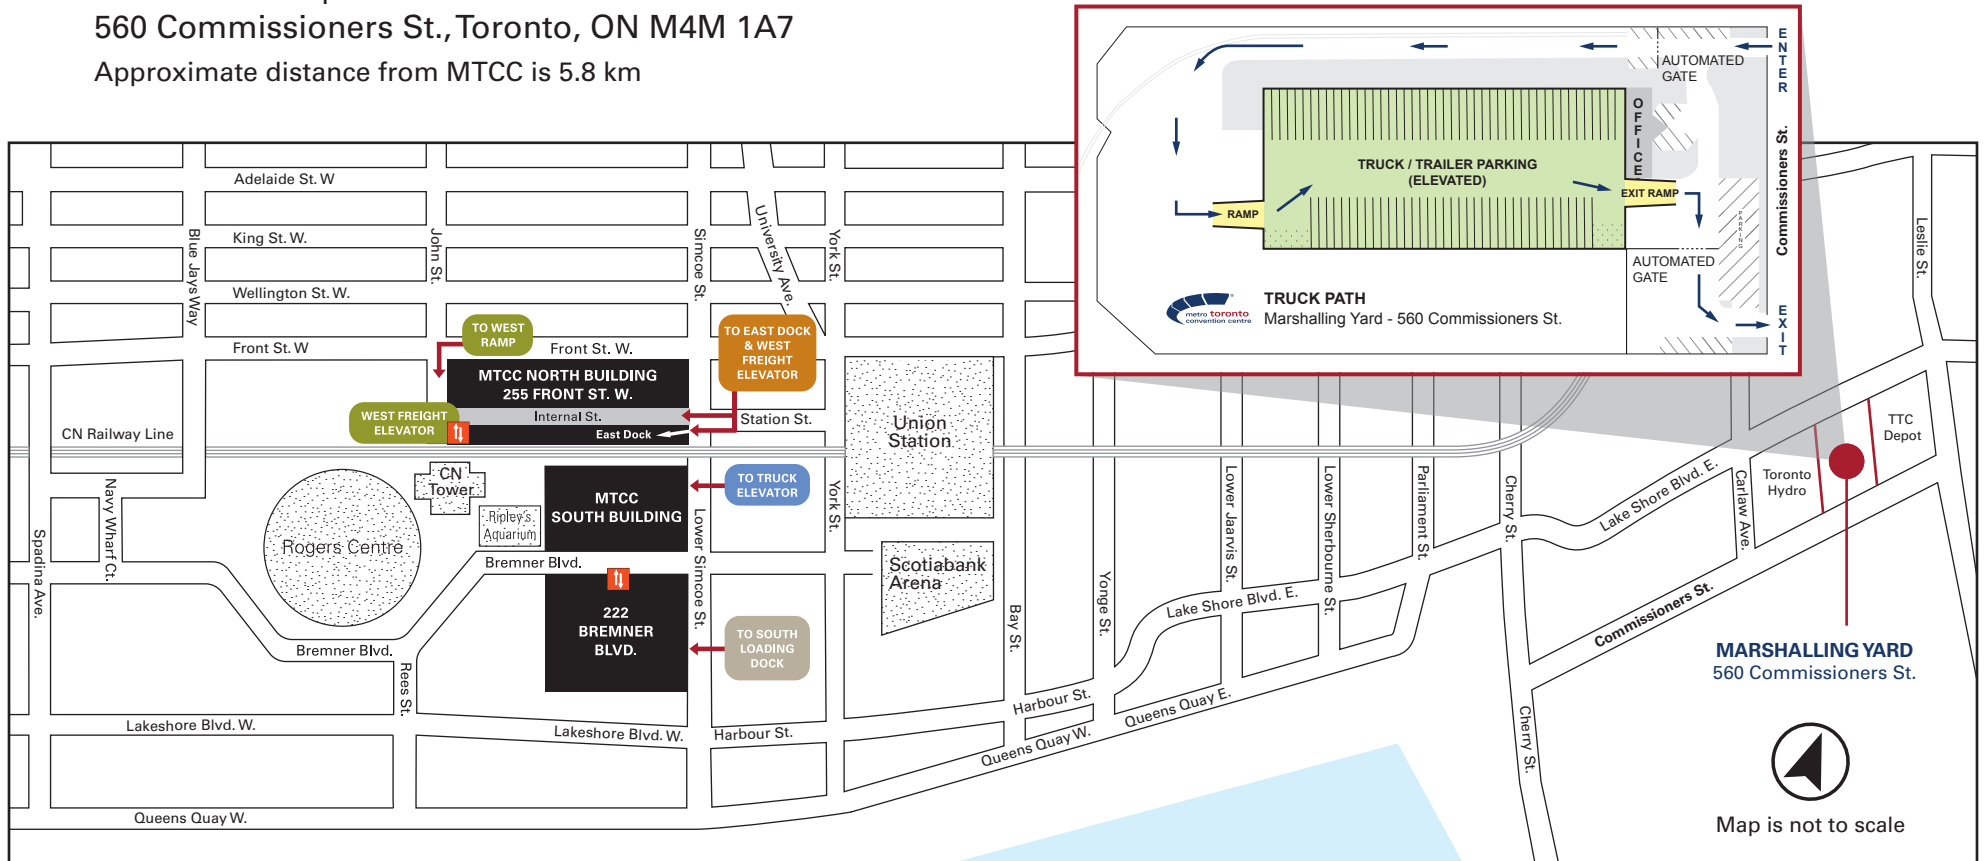 560 Commissioners St., Toronto, ON M4M 1A7
Approximate distance from MTCC is 5.8 km
ENTER
AUTOMATED
GATE
OFFICE
Commissioners St.
TRUCK / TRAILER PARKING
(ELEVATED)
EXIT RAMP
RAMP
PARKING
AUTOMATED
GATE
EXIT
metro toronto
convention centre
TRUCK PATH
Marshalling Yard - 560 Commissioners St.
Adelaide St. W
King St. W.
Wellington St. W.
Front St. W
Front St. W.
Blue Jays Way
John St.
Simcoe St.
University Ave.
York St.
Leslie St.
TO WEST
RAMP
TO EAST DOCK
& WEST
FREIGHT
ELEVATOR
MTCC NORTH BUILDING
255 FRONT ST. W.
Internal St.
East Dock
WEST FREIGHT
ELEVATOR
Station St.
CN Railway Line
Union
Station
TTC
Depot
Toronto
Hydro
CN
Tower
TO TRUCK
ELEVATOR
MTCC
SOUTH BUILDING
Ripley's
Aquarium
Rogers Centre
Navy Wharf Ct.
Spadina Ave.
Lower Simcoe St.
York St.
Scotiabank
Arena
Bremner Blvd.
222
BREMNER
BLVD.
TO SOUTH
LOADING
DOCK
Bremner Blvd.
Rees St.
Bay St.
Yonge St.
Lower Jaarvis St.
Lower Sherbourne St.
Parliament St.
Cherry St.
Lake Shore Blvd. E.
Lake Shore Blvd. E.
Carlaw Ave.
Commissioners St.
MARSHALLING YARD
560 Commissioners St.
Lakeshore Blvd. W.
Lakeshore Blvd. W.
Harbour St.
Harbour St.
Queens Quay E.
Queens Quay W.
Cherry St.
Queens Quay W.
Map is not to scale